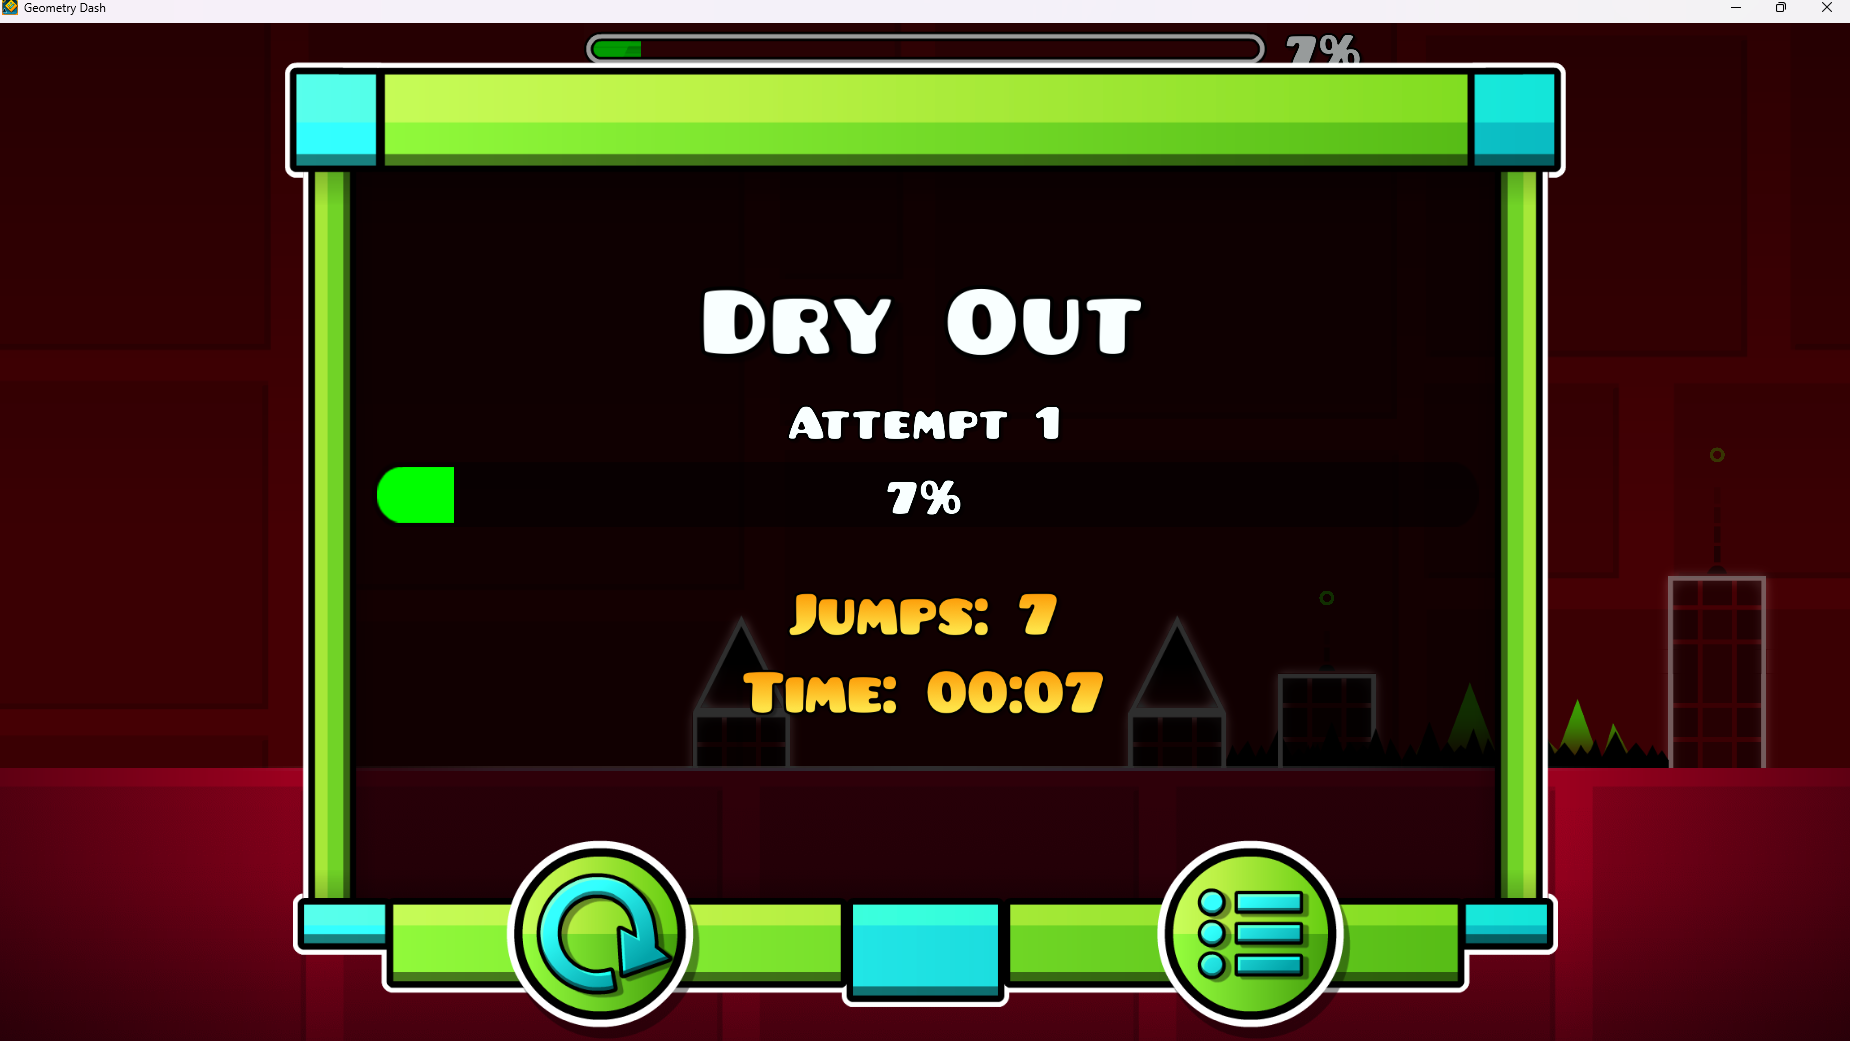 Geometry Dash
7%
Dry Out
Attempt 1
7%
Jumps: 7
Time: 00:07